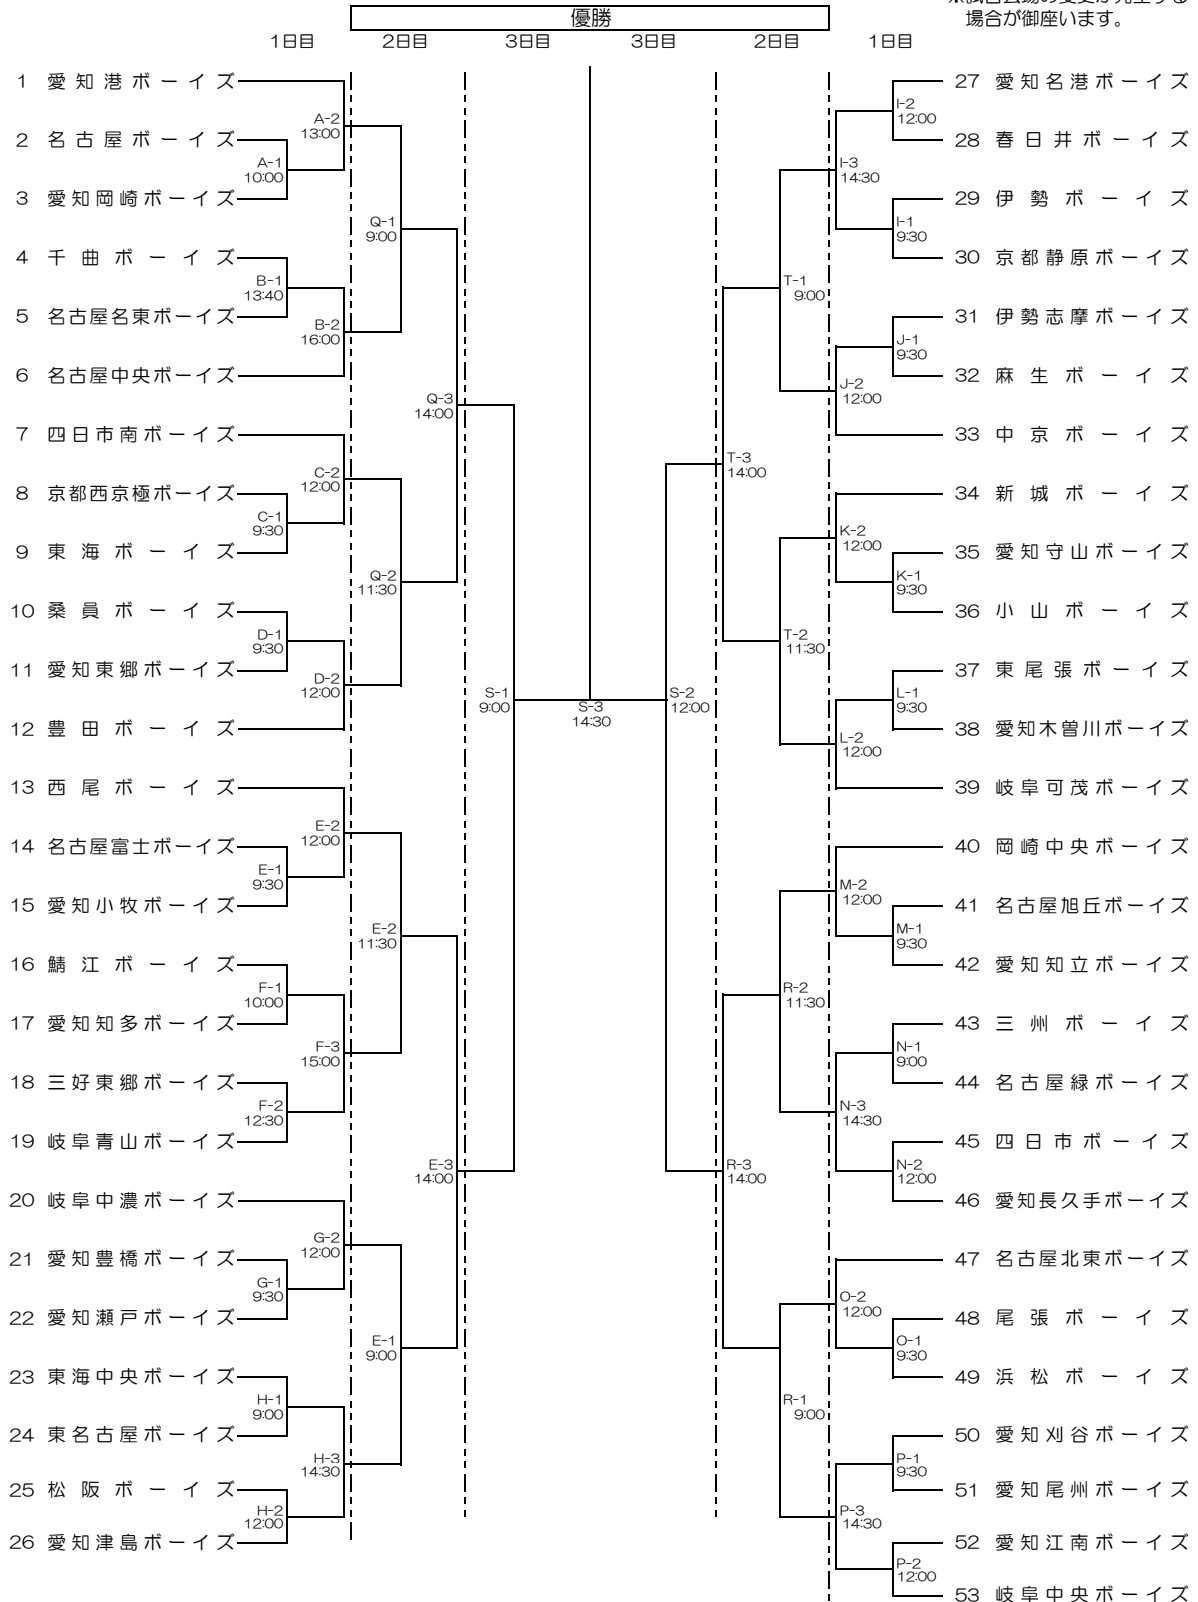 場合が御座います。
優勝
1日目 2日目 3日目 3日目 2日目 1日目
1 愛知港ボーイズ
2 名古屋ボーイズ
3 愛知岡崎ボーイズ
4 千曲ボーイズ
5 名古屋名東ボーイズ
6 名古屋中央ボーイズ
7 四日市南ボーイズ
8 京都西京極ボーイズ
9 東海ボーイズ
10 桑員ボーイズ
11 愛知東郷ボーイズ
12 豊田ボーイズ
13 西尾ボーイズ
14 名古屋富士ボーイズ
15 愛知小牧ボーイズ
16 鯖江ボーイズ
17 愛知知多ボーイズ
18 三好東郷ボーイズ
19 岐阜青山ボーイズ
20 岐阜中濃ボーイズ
21 愛知豊橋ボーイズ
22 愛知瀬戸ボーイズ
23 東海中央ボーイズ
24 東名古屋ボーイズ
25 松阪ボーイズ
26 愛知津島ボーイズ
A-1
10:00
B-1
13:40
C-1
9:30
D-1
9:30
E-1
9:30
F-1
10:00
F-2
12:30
G-1
9:30
H-1
9:00
H-2
12:00
A-2
13:00
B-2
16:00
C-2
12:00
D-2
12:00
E-2
12:00
F-3
15:00
G-2
12:00
H-3
14:30
Q-1
9:00
Q-2
11:30
E-2
11:30
E-1
9:00
Q-3
14:00
E-3
14:00
S-1
9:00
S-3
14:30
S-2
12:00
T-3
14:00
R-3
14:00
T-1
9:00
T-2
11:30
R-2
11:30
R-1
9:00
I-3
14:30
J-2
12:00
K-2
12:00
L-2
12:00
M-2
12:00
N-3
14:30
O-2
12:00
P-3
14:30
I-2
12:00
I-1
9:30
J-1
9:30
K-1
9:30
L-1
9:30
M-1
9:30
N-1
9:00
N-2
12:00
O-1
9:30
P-1
9:30
P-2
12:00
27 愛知名港ボーイズ
28 春日井ボーイズ
29 伊勢ボーイズ
30 京都静原ボーイズ
31 伊勢志摩ボーイズ
32 麻生ボーイズ
33 中京ボーイズ
34 新城ボーイズ
35 愛知守山ボーイズ
36 小山ボーイズ
37 東尾張ボーイズ
38 愛知木曽川ボーイズ
39 岐阜可茂ボーイズ
40 岡崎中央ボーイズ
41 名古屋旭丘ボーイズ
42 愛知知立ボーイズ
43 三州ボーイズ
44 名古屋緑ボーイズ
45 四日市ボーイズ
46 愛知長久手ボーイズ
47 名古屋北東ボーイズ
48 尾張ボーイズ
49 浜松ボーイズ
50 愛知刈谷ボーイズ
51 愛知尾州ボーイズ
52 愛知江南ボーイズ
53 岐阜中央ボーイズ